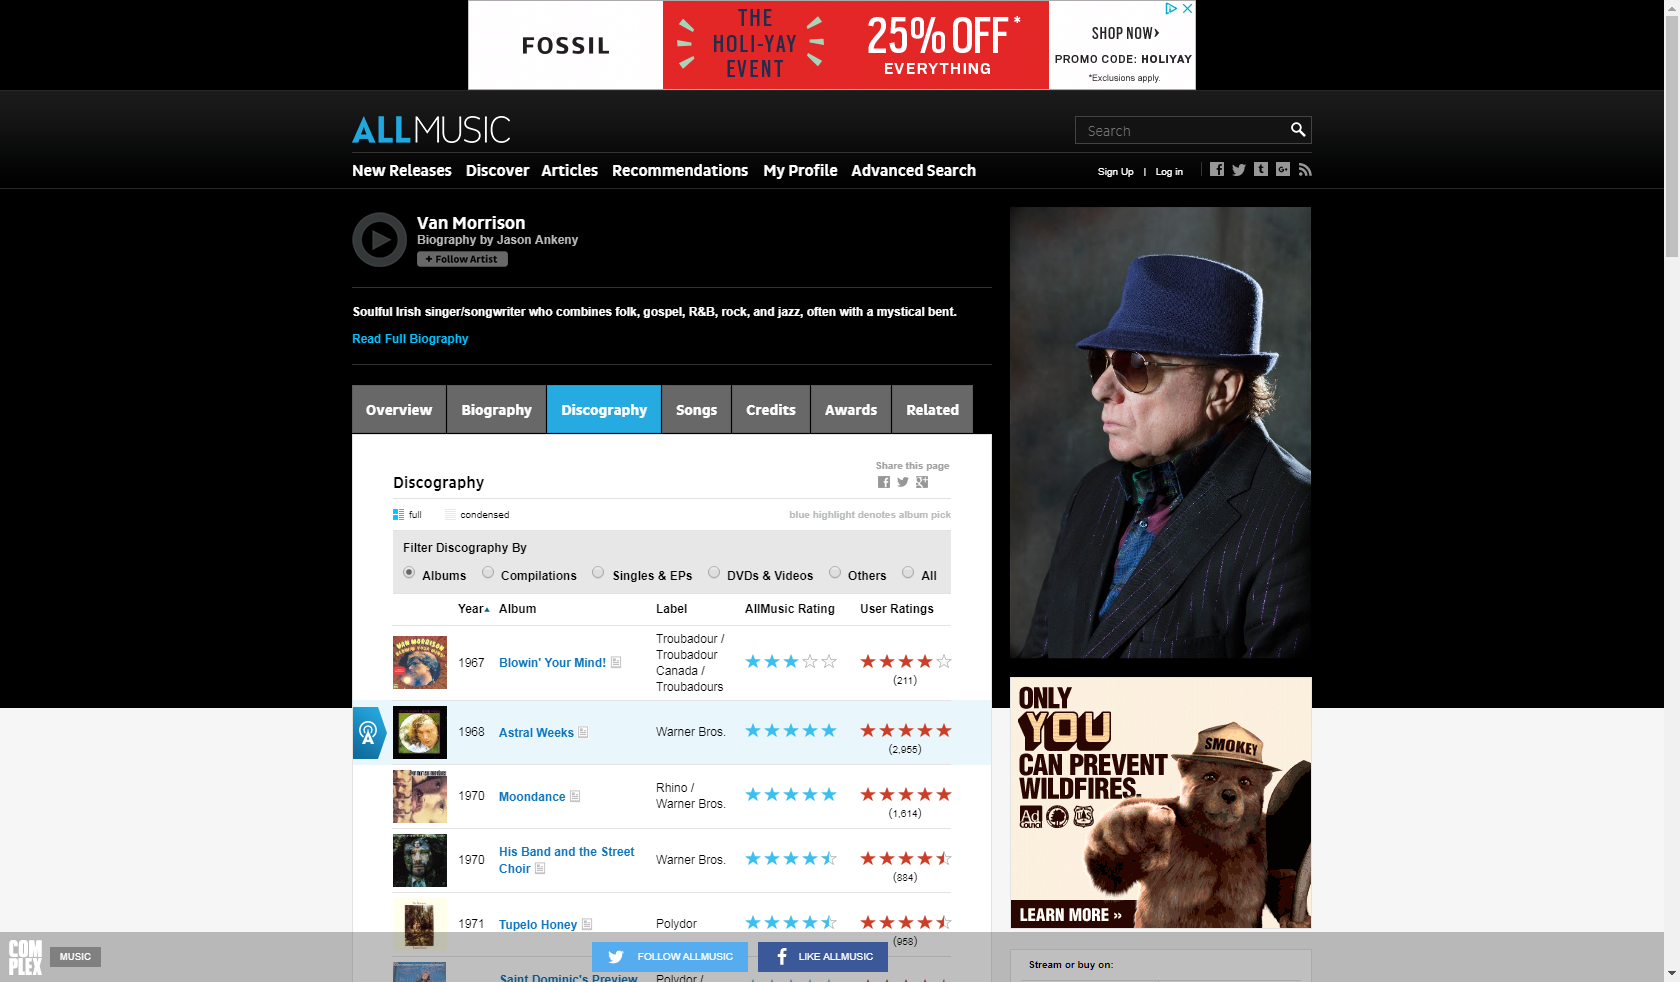 FOSSIL
THE
HOLI-YAY
EVENT
25% OFF*
EVERYTHING
SHOP NOW›
PROMO CODE: HOLIYAY
*Exclusions apply.
ALLMUSIC
Search
New Releases Discover Articles Recommendations My Profile Advanced Search
Sign Up | Log in
Van Morrison
Biography by Jason Ankeny
+ Follow Artist
Soulful Irish singer/songwriter who combines folk, gospel, R&B, rock, and jazz, often with a mystical bent.
Read Full Biography
Overview Biography Discography Songs Credits Awards Related
Share this page
Discography
full condensed blue highlight denotes album pick
Filter Discography By
Albums Compilations Singles & EPs DVDs & Videos Others All
Year Album Label AllMusic Rating User Ratings
VAN MORRISON
1967 Blowin' Your Mind! Troubadour / Troubadour Canada / Troubadours
(211)
1968 Astral Weeks Warner Bros.
(2,955)
1970 Moondance Rhino / Warner Bros.
(1,614)
1970 His Band and the Street Choir Warner Bros.
(884)
1971 Tupelo Honey Polydor
(958)
Saint Dominic's Preview Polydor /
ONLY
YOU
CAN PREVENT
WILDFIRES.
SMOKEY
Ad
Council
US
LEARN MORE »
Stream or buy on:
COMPLEX
MUSIC
FOLLOW ALLMUSIC
LIKE ALLMUSIC